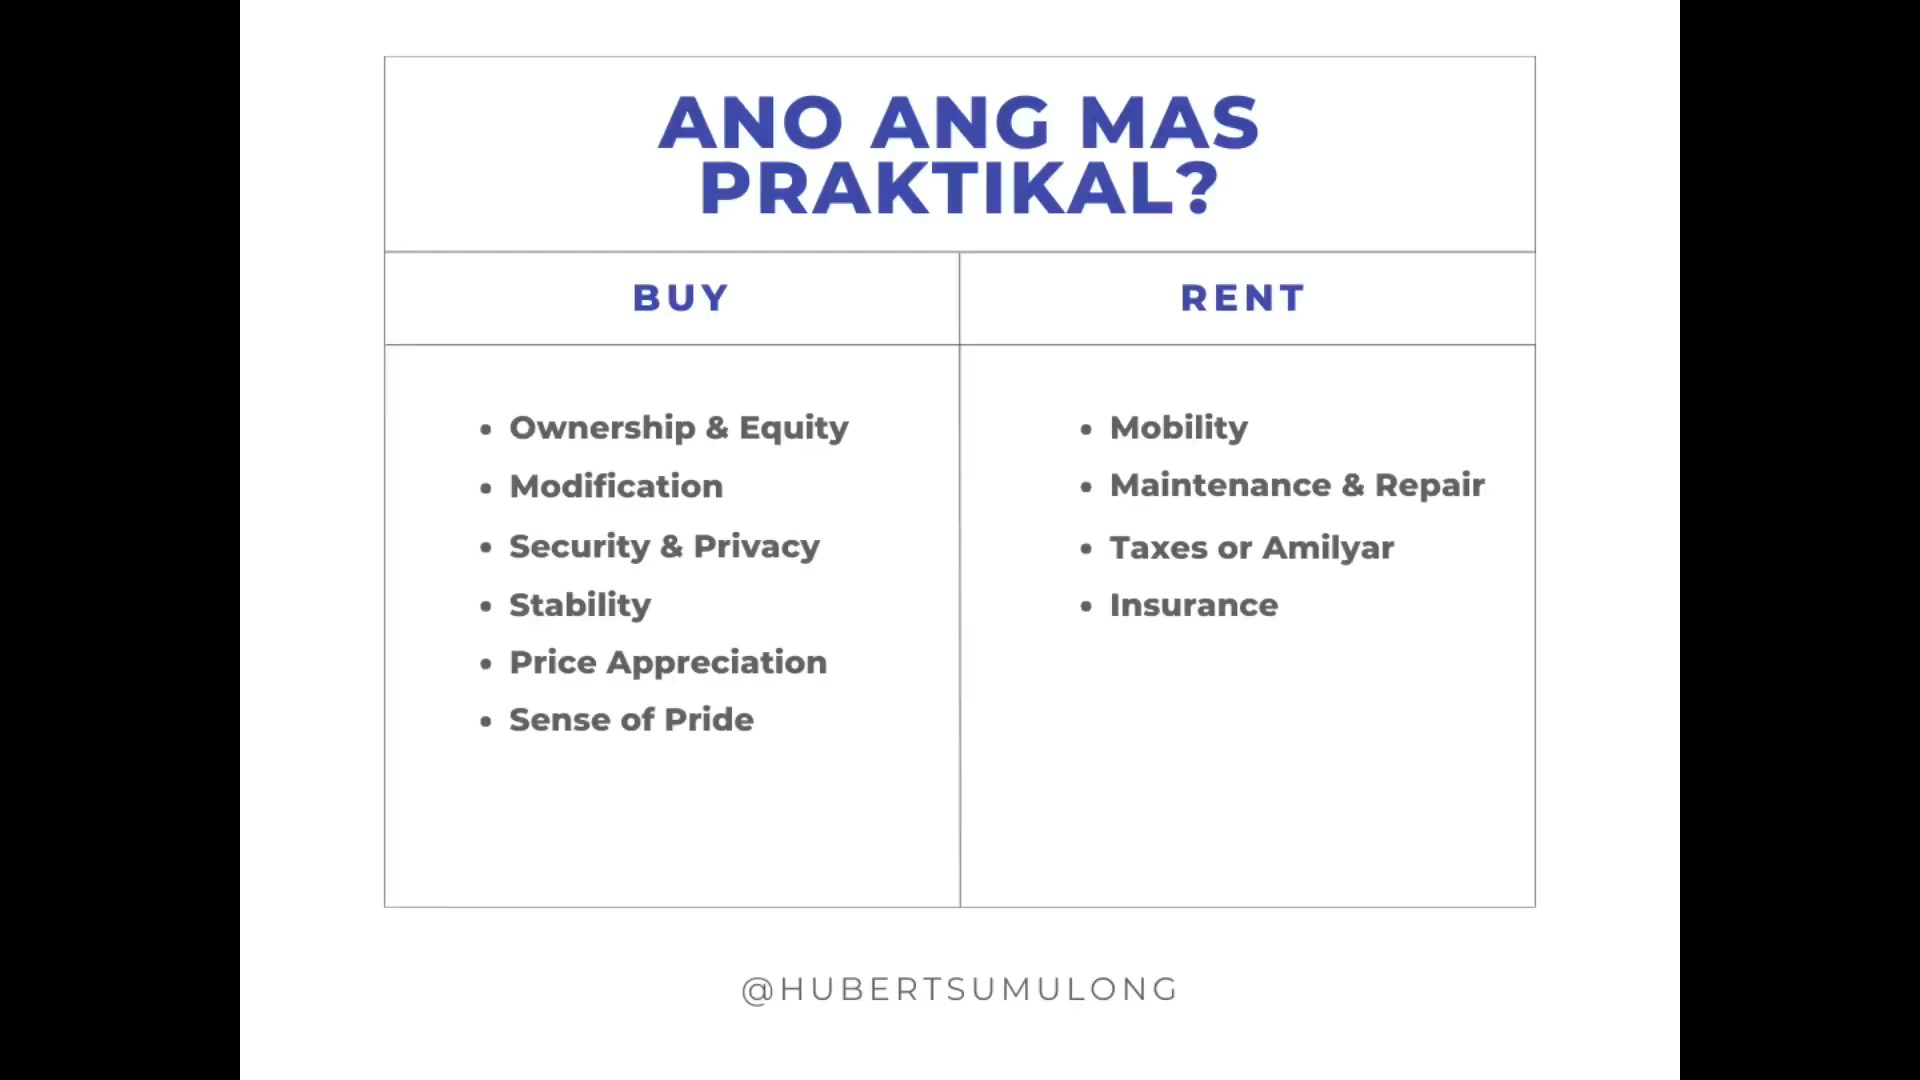 ANO ANG MAS
PRAKTIKAL?
BUY
RENT
• Ownership & Equity
• Modification
• Security & Privacy
• Stability
• Price Appreciation
• Sense of Pride
• Mobility
• Maintenance & Repair
• Taxes or Amilyar
• Insurance
@HUBERTSUMULONG